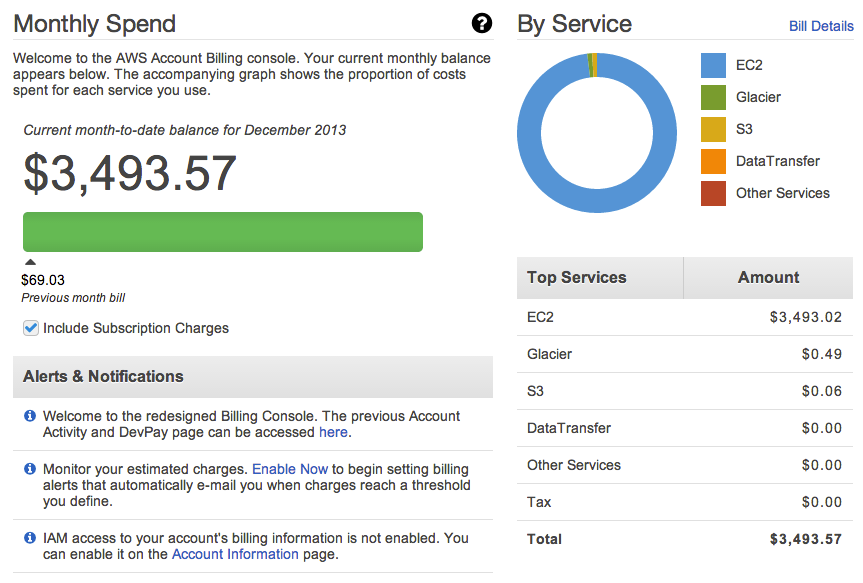 Monthly Spend
?
Welcome to the AWS Account Billing console. Your current monthly balance
appears below. The accompanying graph shows the proportion of costs
spent for each service you use.
Current month-to-date balance for December 2013
$3,493.57
$69.03
Previous month bill
Include Subscription Charges
Alerts & Notifications
i Welcome to the redesigned Billing Console. The previous Account
Activity and DevPay page can be accessed here.
i Monitor your estimated charges. Enable Now to begin setting billing
alerts that automatically e-mail you when charges reach a threshold
you define.
i IAM access to your account's billing information is not enabled. You
can enable it on the Account Information page.
By Service
Bill Details
EC2
Glacier
S3
DataTransfer
Other Services
Top Services Amount
EC2 $3,493.02
Glacier $0.49
S3 $0.06
DataTransfer $0.00
Other Services $0.00
Tax $0.00
Total $3,493.57